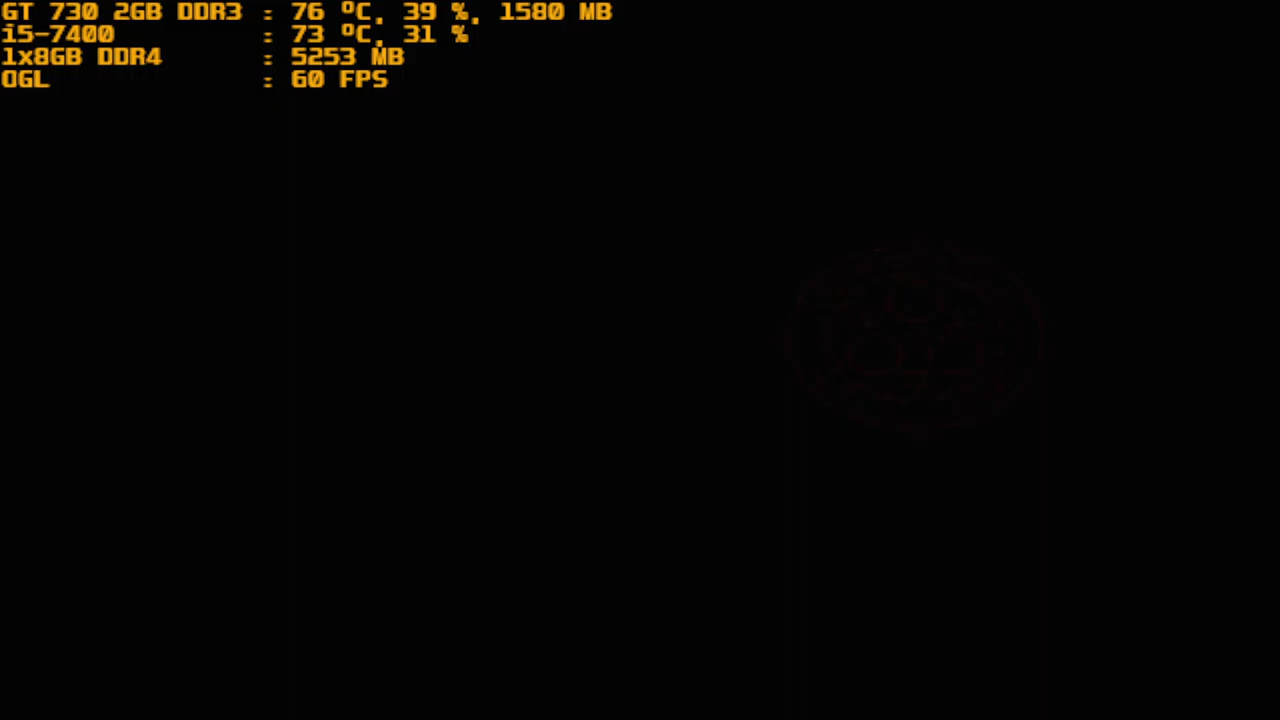 GT 730 2GB DDR3 : 76 ºC, 39 %, 1580 MB
i5-7400 : 73 ºC, 31 %
1x8GB DDR4 : 5253 MB
OGL : 60 FPS